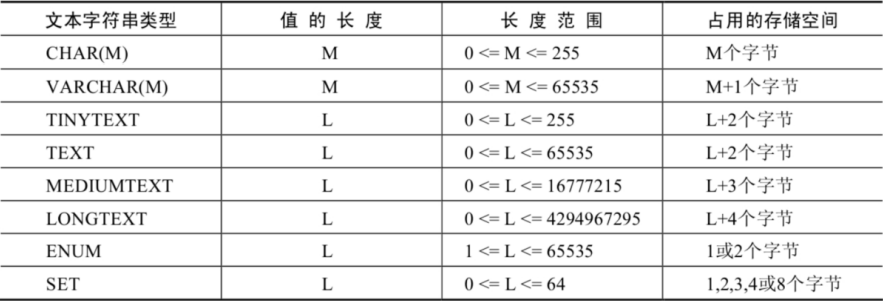 文本字符串类型 值 的 长 度 长 度 范 围 占用的存储空间
CHAR(M) M 0 <= M <= 255 M个字节
VARCHAR(M) M 0 <= M <= 65535 M+1个字节
TINYTEXT L 0 <= L <= 255 L+2个字节
TEXT L 0 <= L <= 65535 L+2个字节
MEDIUMTEXT L 0 <= L <= 16777215 L+3个字节
LONGTEXT L 0 <= L <= 4294967295 L+4个字节
ENUM L 1 <= L <= 65535 1或2个字节
SET L 0 <= L <= 64 1,2,3,4或8个字节